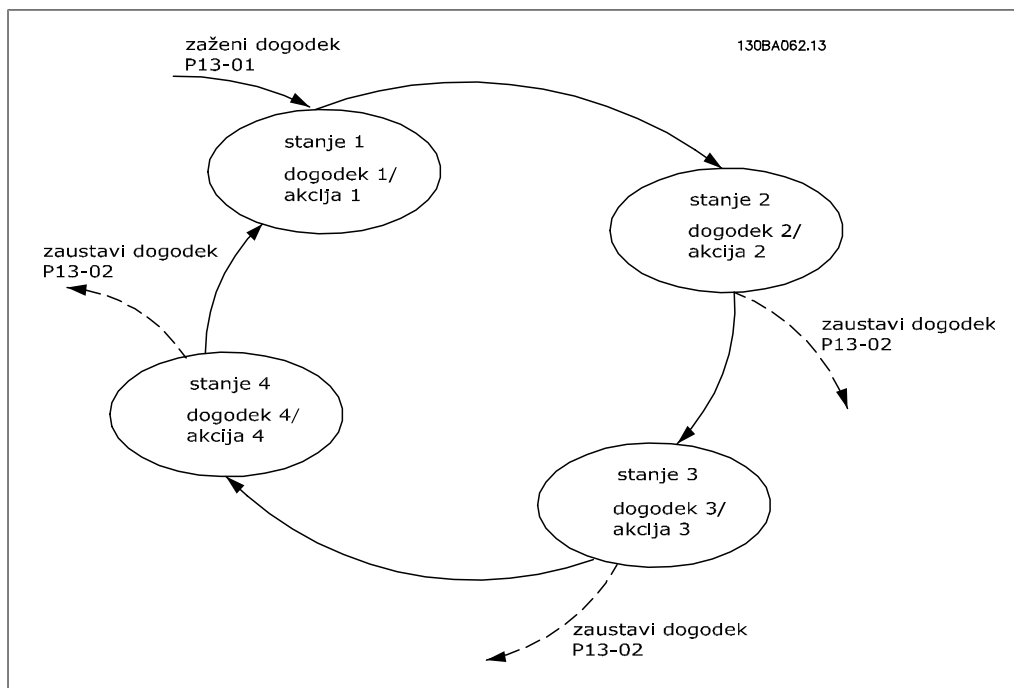 zaženi dogodek
P13-01
130BA062.13
stanje 1
dogodek 1/
akcija 1
stanje 2
dogodek 2/
akcija 2
zaustavi dogodek
P13-02
zaustavi dogodek
P13-02
stanje 4
dogodek 4/
akcija 4
stanje 3
dogodek 3/
akcija 3
zaustavi dogodek
P13-02